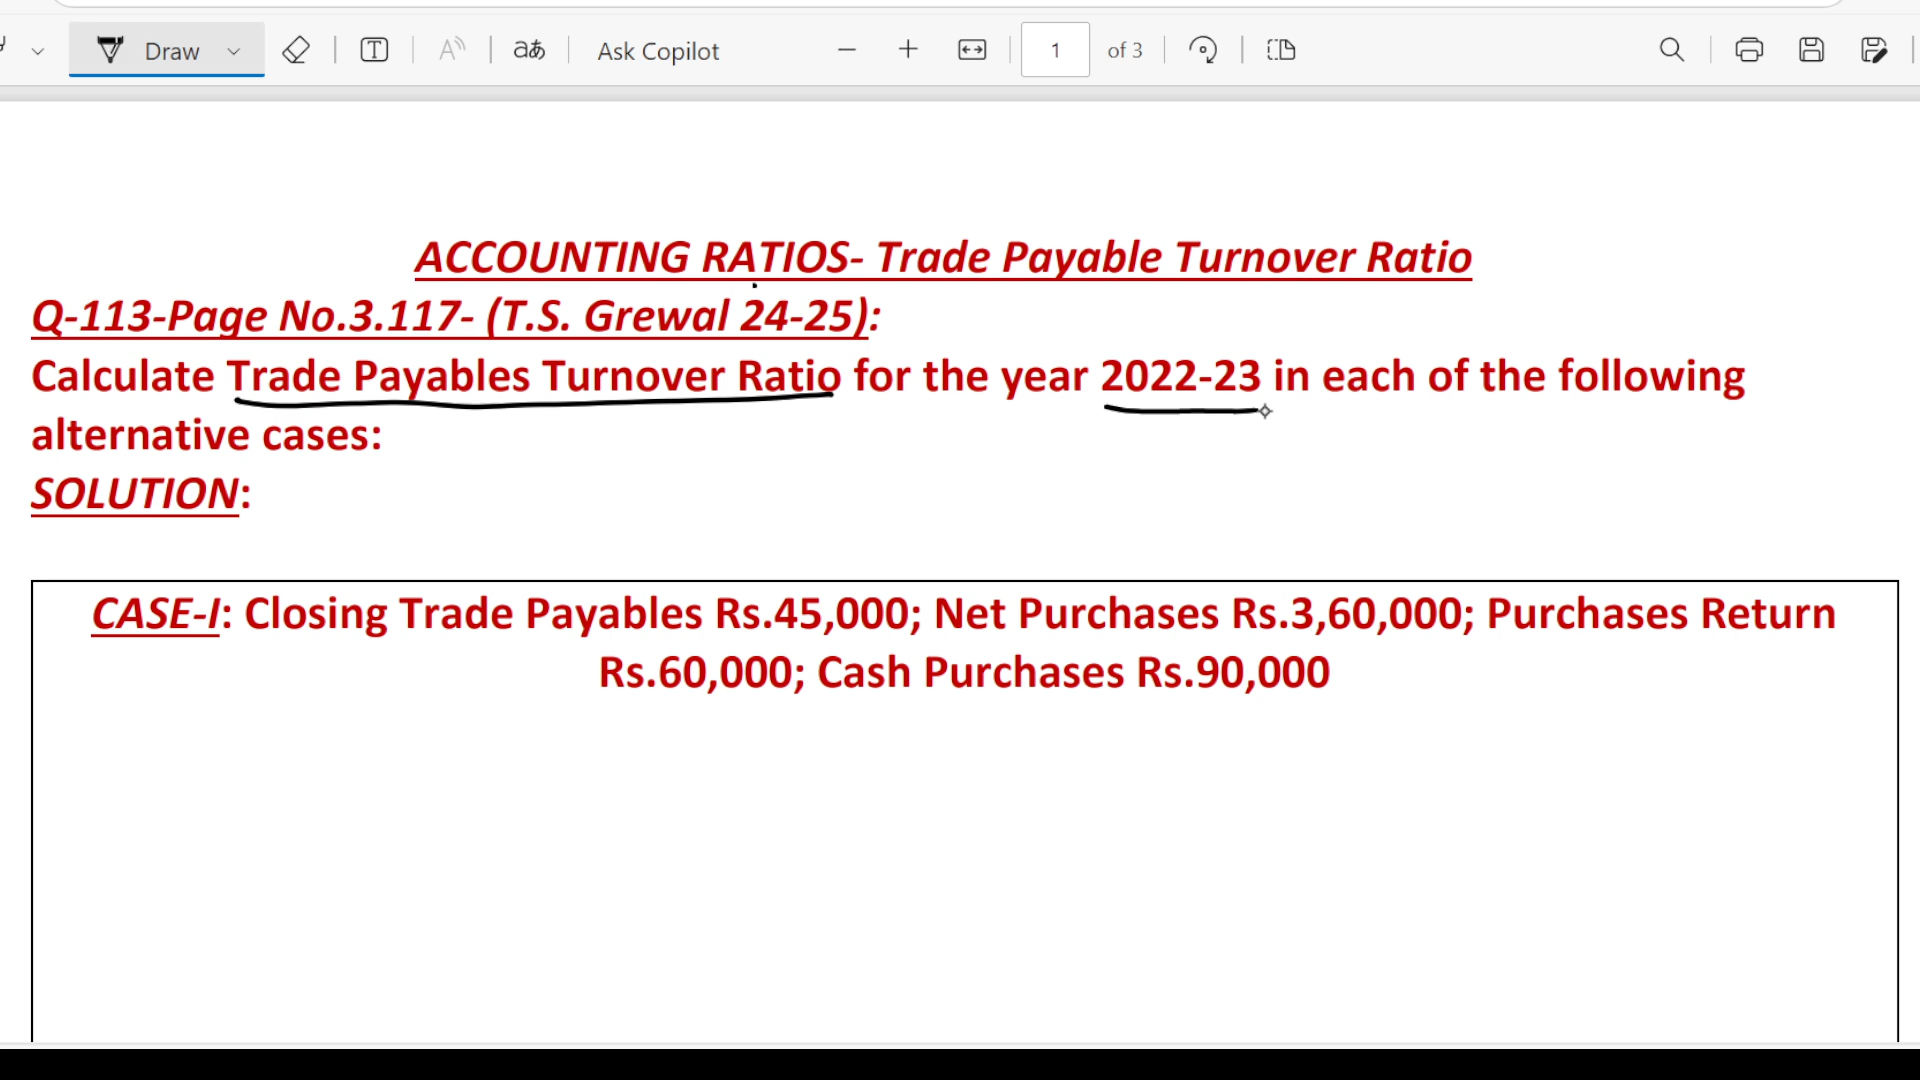 Draw
T
A
aあ
Ask Copilot
1
of 3
ACCOUNTING RATIOS- Trade Payable Turnover Ratio
Q-113-Page No.3.117- (T.S. Grewal 24-25):
Calculate Trade Payables Turnover Ratio for the year 2022-23 in each of the following
alternative cases:
SOLUTION:
CASE-I: Closing Trade Payables Rs.45,000; Net Purchases Rs.3,60,000; Purchases Return
Rs.60,000; Cash Purchases Rs.90,000